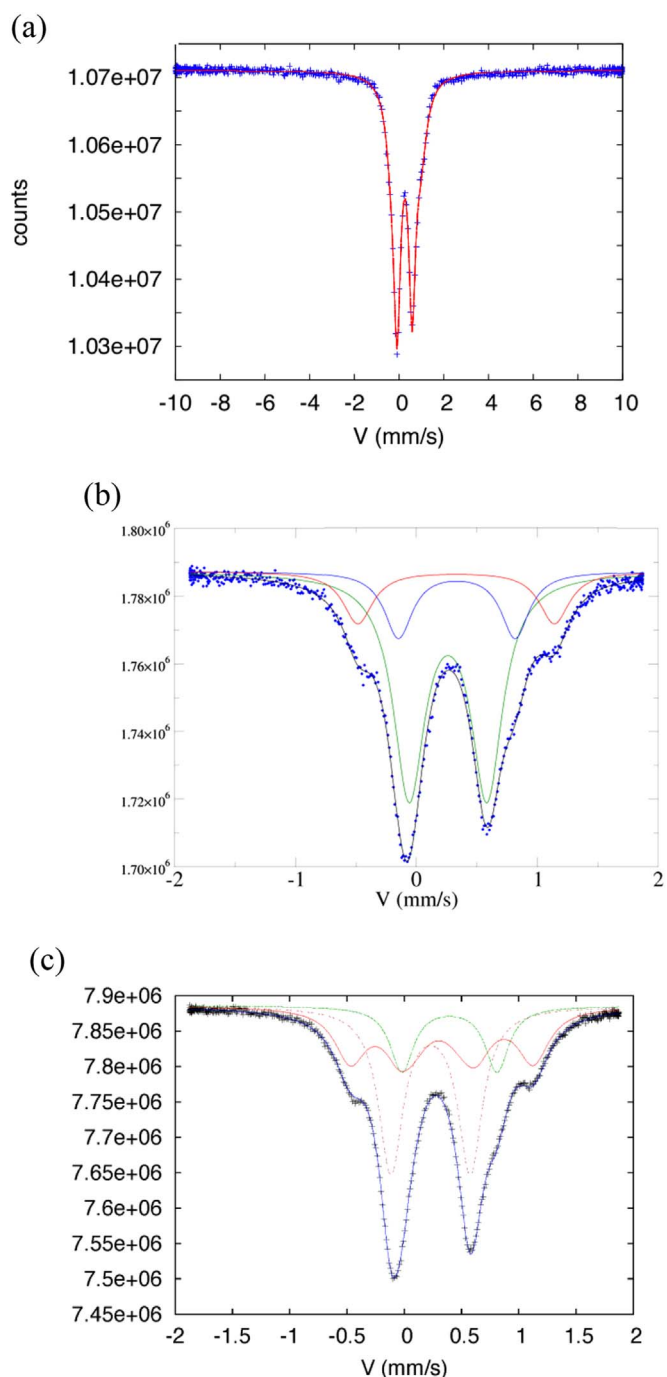 (a)
1.07e+07
1.06e+07
1.05e+07
1.04e+07
1.03e+07
counts
-10 -8 -6 -4 -2 0 2 4 6 8 10
V (mm/s)
(b)
1.80×10⁶
1.78×10⁶
1.76×10⁶
1.74×10⁶
1.72×10⁶
1.70×10⁶
-2 -1 0 1 2
V (mm/s)
(c)
7.9e+06
7.85e+06
7.8e+06
7.75e+06
7.7e+06
7.65e+06
7.6e+06
7.55e+06
7.5e+06
7.45e+06
-2 -1.5 -1 -0.5 0 0.5 1 1.5 2
V (mm/s)